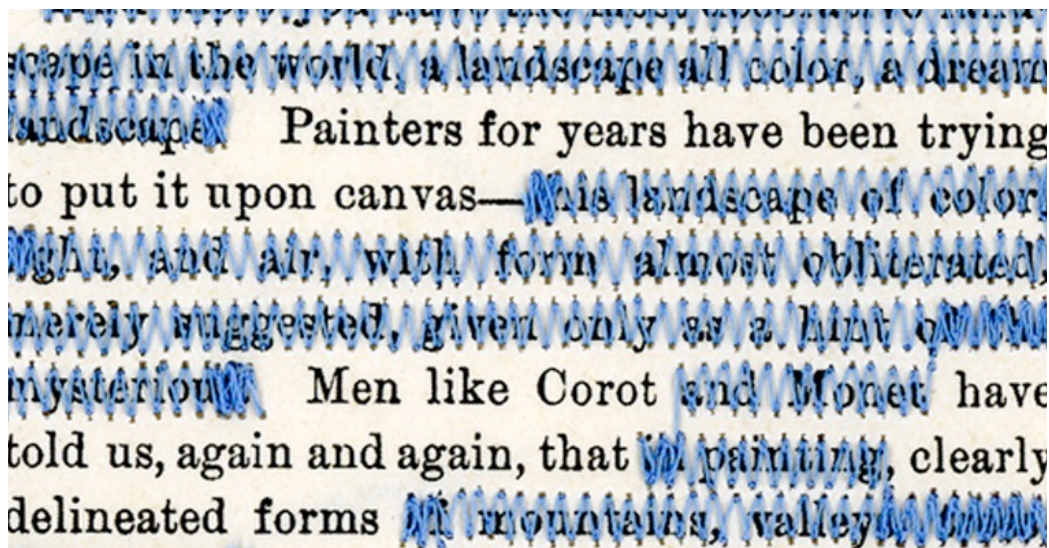 scape in the world, a landscape all color, a dream
landscape. Painters for years have been trying
to put it upon canvas—this landscape of color,
light, and air, with form almost obliterated,
merely suggested, given only as a hint of the
mysterious. Men like Corot and Monet have
told us, again and again, that in painting, clearly
delineated forms of mountains, valleys,